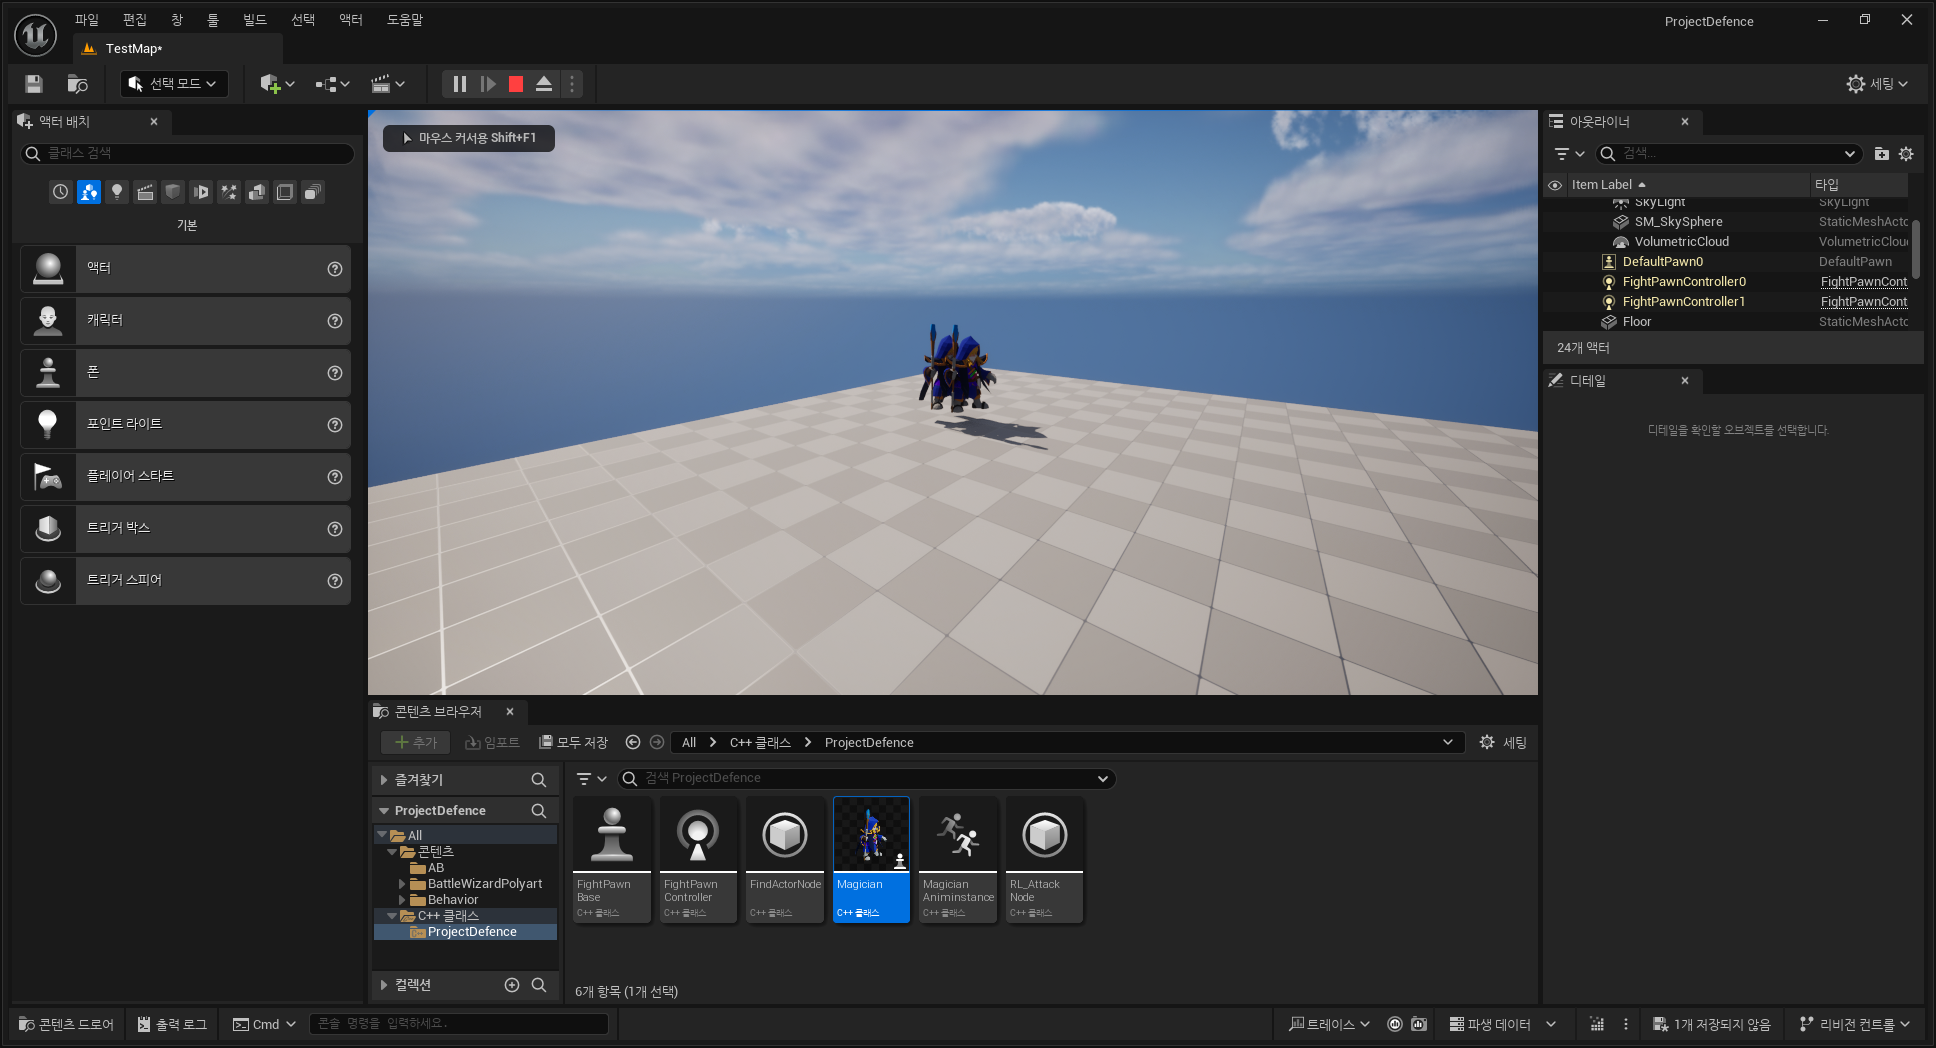 파일 편집 창 툴 빌드 선택 액터 도움말
ProjectDefence
TestMap*
선택 모드
세팅
액터 배치
클래스 검색
기본
액터
캐릭터
폰
포인트 라이트
플레이어 스타트
트리거 박스
트리거 스피어
마우스 커서용 Shift+F1
아웃라이너
검색...
Item Label 타입
SkyLight SkyLight
SM_SkySphere StaticMeshActo
VolumetricCloud VolumetricClou
DefaultPawn0 DefaultPawn
FightPawnController0 FightPawnCont
FightPawnController1 FightPawnCont
Floor StaticMeshActo
24개 액터
디테일
디테일을 확인할 오브젝트를 선택합니다.
콘텐츠 브라우저
추가 임포트 모두 저장 All C++ 클래스 ProjectDefence 세팅
즐겨찾기
ProjectDefence
All
콘텐츠
AB
BattleWizardPolyart
Behavior
C++ 클래스
ProjectDefence
컬렉션
검색 ProjectDefence
FightPawn
Base
C++ 클래스
FightPawn
Controller
C++ 클래스
FindActorNode
C++ 클래스
Magician
C++ 클래스
Magician
Animinstance
C++ 클래스
RL_Attack
Node
C++ 클래스
6개 항목 (1개 선택)
콘텐츠 드로어 출력 로그 Cmd 콘솔 명령을 입력하세요. 트레이스 파생 데이터 1개 저장되지 않음 리비전 컨트롤